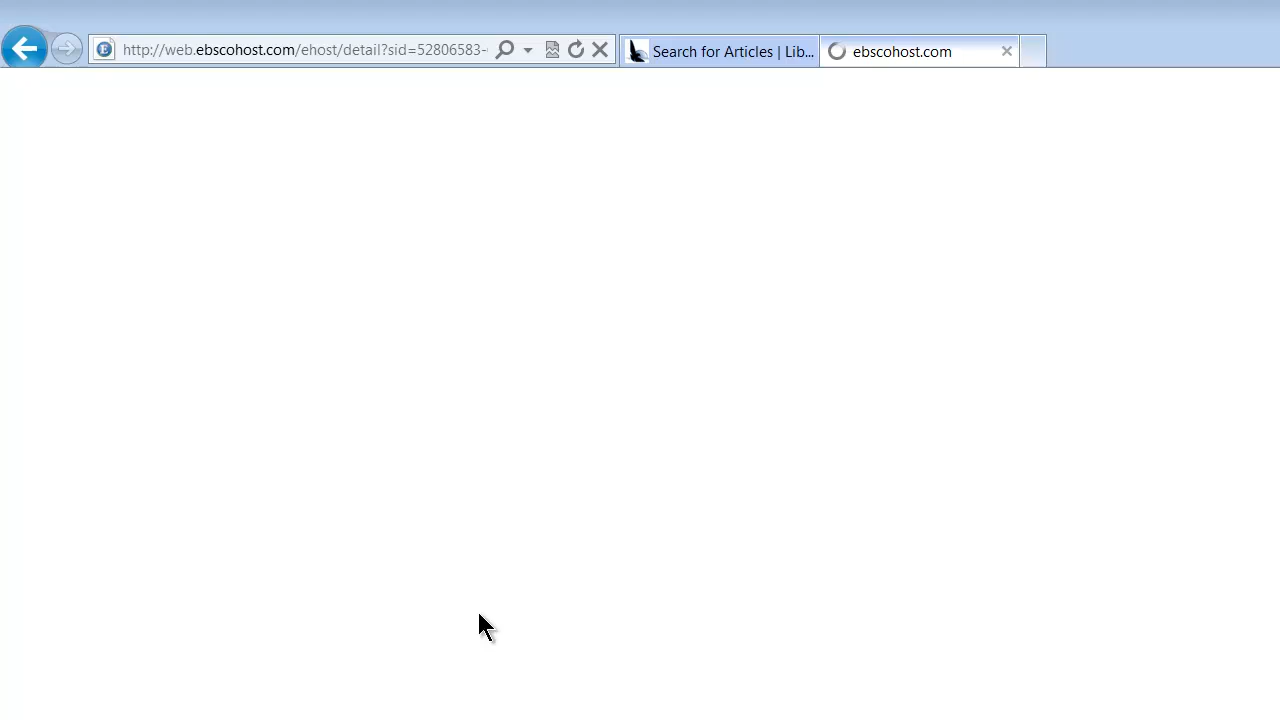 http://web.ebscohost.com/ehost/detail?sid=52806583-
Search for Articles | Lib...
ebscohost.com